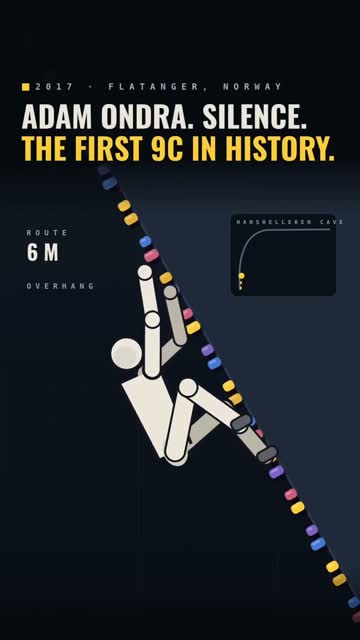 2017 · FLATANGER, NORWAY
ADAM ONDRA. SILENCE.
THE FIRST 9C IN HISTORY.
HANSHELLEREN CAVE
ROUTE
6 M
OVERHANG